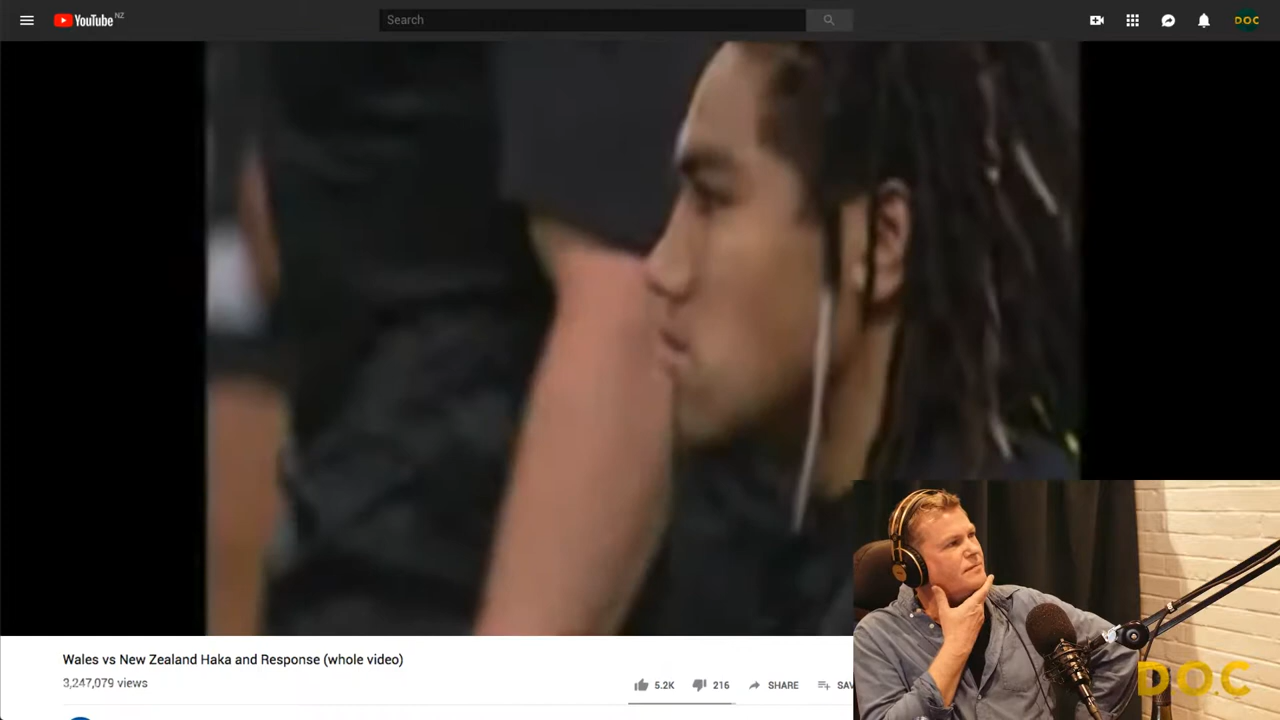 YouTube NZ
Search
DOC
Wales vs New Zealand Haka and Response (whole video)
3,247,079 views
5.2K
216
SHARE
SAV
D.O.C